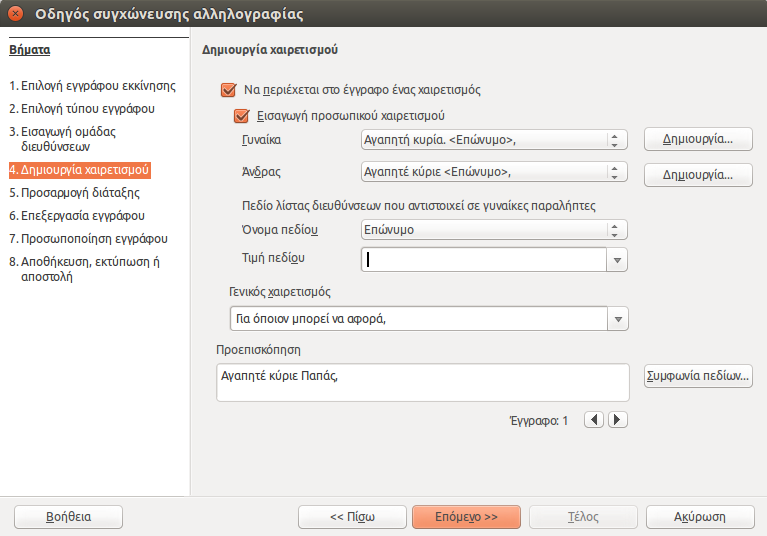 Οδηγός συγχώνευσης αλληλογραφίας
Βήματα
1. Επιλογή εγγράφου εκκίνησης
2. Επιλογή τύπου εγγράφου
3. Εισαγωγή ομάδας
διευθύνσεων
4. Δημιουργία χαιρετισμού
5. Προσαρμογή διάταξης
6. Επεξεργασία εγγράφου
7. Προσωποποίηση εγγράφου
8. Αποθήκευση, εκτύπωση ή
αποστολή
Δημιουργία χαιρετισμού
Να περιέχεται στο έγγραφο ένας χαιρετισμός
Εισαγωγή προσωπικού χαιρετισμού
Γυναίκα Αγαπητή κυρία. <Επώνυμο>, Δημιουργία...
Άνδρας Αγαπητέ κύριε <Επώνυμο>, Δημιουργία...
Πεδίο λίστας διευθύνσεων που αντιστοιχεί σε γυναίκες παραλήπτες
Όνομα πεδίου Επώνυμο
Τιμή πεδίου
Γενικός χαιρετισμός
Για όποιον μπορεί να αφορά,
Προεπισκόπηση
Αγαπητέ κύριε Παπάς, Συμφωνία πεδίων...
Έγγραφο: 1
Βοήθεια << Πίσω Επόμενο >> Τέλος Ακύρωση